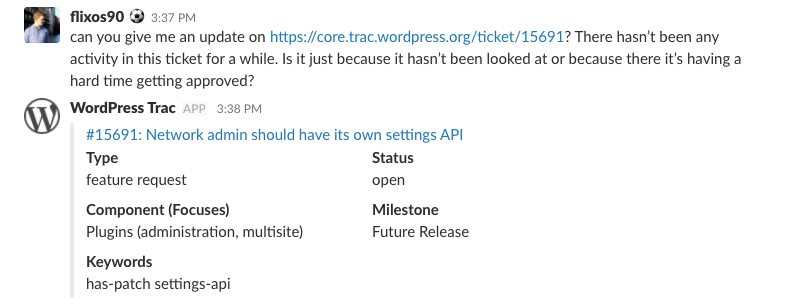 flixos90 3:37 PM
can you give me an update on https://core.trac.wordpress.org/ticket/15691? There hasn't been any
activity in this ticket for a while. Is it just because it hasn't been looked at or because there it's having a
hard time getting approved?
WordPress Trac APP 3:38 PM
#15691: Network admin should have its own settings API
Type Status
feature request open
Component (Focuses) Milestone
Plugins (administration, multisite) Future Release
Keywords
has-patch settings-api